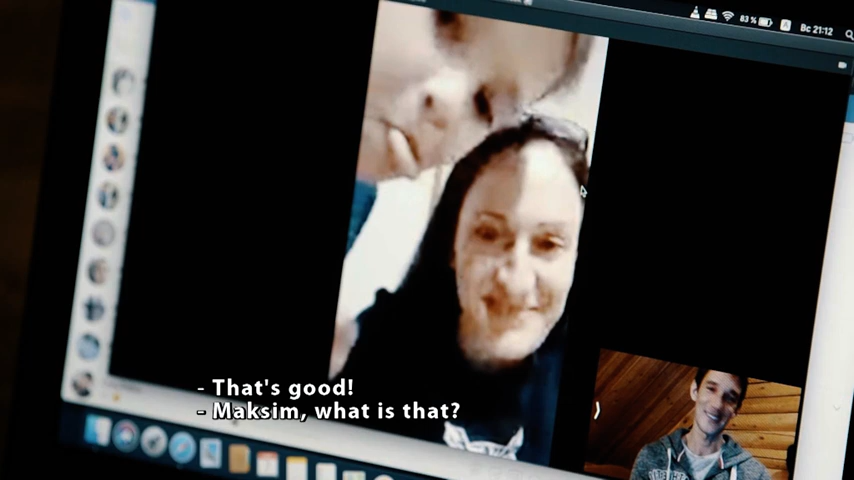 83 %
A
Вс 21:12
- That's good!
- Maksim, what is that?